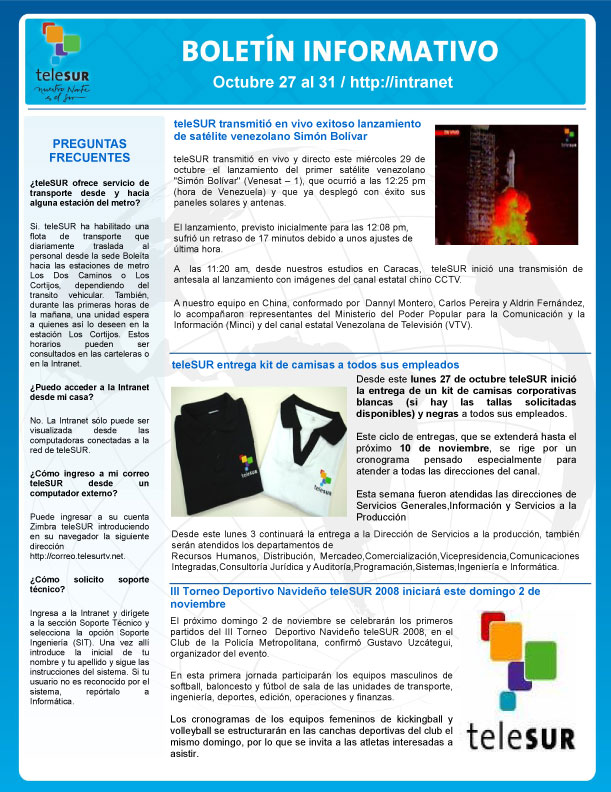 BOLETÍN INFORMATIVO
Octubre 27 al 31 / http://intranet
teleSUR
nuestro Norte
es el Sur
PREGUNTAS
FRECUENTES
¿teleSUR ofrece servicio de
transporte desde y hacia
alguna estación del metro?
Si. teleSUR ha habilitado una
flota de transporte que
diariamente traslada al
personal desde la sede Boleíta
hacia las estaciones de metro
Los Dos Caminos o Los
Cortijos, dependiendo del
transito vehicular. También,
durante las primeras horas de
la mañana, una unidad espera
a quienes así lo deseen en la
estación Los Cortijos. Estos
horarios pueden ser
consultados en las carteleras o
en la Intranet.
¿Puedo acceder a la Intranet
desde mi casa?
No. La Intranet sólo puede ser
visualizada desde las
computadoras conectadas a la
red de teleSUR.
¿Cómo ingreso a mi correo
teleSUR desde un
computador externo?
Puede ingresar a su cuenta
Zimbra teleSUR introduciendo
en su navegador la siguiente
dirección
http://correo.telesurtv.net.
¿Cómo solicito soporte
técnico?
Ingresa a la Intranet y dirígete
a la sección Soporte Técnico y
selecciona la opción Soporte
Ingeniería (SIT). Una vez allí
introduce la inicial de tu
nombre y tu apellido y sigue las
instrucciones del sistema. Si tu
usuario no es reconocido por el
sistema, repórtalo a
Informática.
teleSUR transmitió en vivo exitoso lanzamiento
de satélite venezolano Simón Bolívar
teleSUR transmitió en vivo y directo este miércoles 29 de
octubre el lanzamiento del primer satélite venezolano
"Simón Bolívar" (Venesat – 1), que ocurrió a las 12:25 pm
(hora de Venezuela) y que ya desplegó con éxito sus
paneles solares y antenas.
El lanzamiento, previsto inicialmente para las 12:08 pm,
sufrió un retraso de 17 minutos debido a unos ajustes de
última hora.
A las 11:20 am, desde nuestros estudios en Caracas, teleSUR inició una transmisión de
antesala al lanzamiento con imágenes del canal estatal chino CCTV.
A nuestro equipo en China, conformado por Dannyl Montero, Carlos Pereira y Aldrin Fernández,
lo acompañaron representantes del Ministerio del Poder Popular para la Comunicación y la
Información (Minci) y del canal estatal Venezolana de Televisión (VTV).
teleSUR entrega kit de camisas a todos sus empleados
Desde este lunes 27 de octubre teleSUR inició
la entrega de un kit de camisas corporativas
blancas (si hay las tallas solicitadas
disponibles) y negras a todos sus empleados.
Este ciclo de entregas, que se extenderá hasta el
próximo 10 de noviembre, se rige por un
cronograma pensado especialmente para
atender a todas las direcciones del canal.
Esta semana fueron atendidas las direcciones de
Servicios Generales,Información y Servicios a la
Producción
Desde este lunes 3 continuará la entrega a la Dirección de Servicios a la producción, también
serán atendidos los departamentos de
Recursos Humanos, Distribución, Mercadeo,Comercialización,Vicepresidencia,Comunicaciones
Integradas,Consultoría Jurídica y Auditoría,Programación,Sistemas,Ingeniería e Informática.
III Torneo Deportivo Navideño teleSUR 2008 iniciará este domingo 2 de
noviembre
El próximo domingo 2 de noviembre se celebrarán los primeros
partidos del III Torneo Deportivo Navideño teleSUR 2008, en el
Club de la Policía Metropolitana, confirmó Gustavo Uzcátegui,
organizador del evento.
En esta primera jornada participarán los equipos masculinos de
softball, baloncesto y fútbol de sala de las unidades de transporte,
ingeniería, deportes, edición, operaciones y finanzas.
Los cronogramas de los equipos femeninos de kickingball y
volleyball se estructurarán en las canchas deportivas del club el
mismo domingo, por lo que se invita a las atletas interesadas a
asistir.
teleSUR